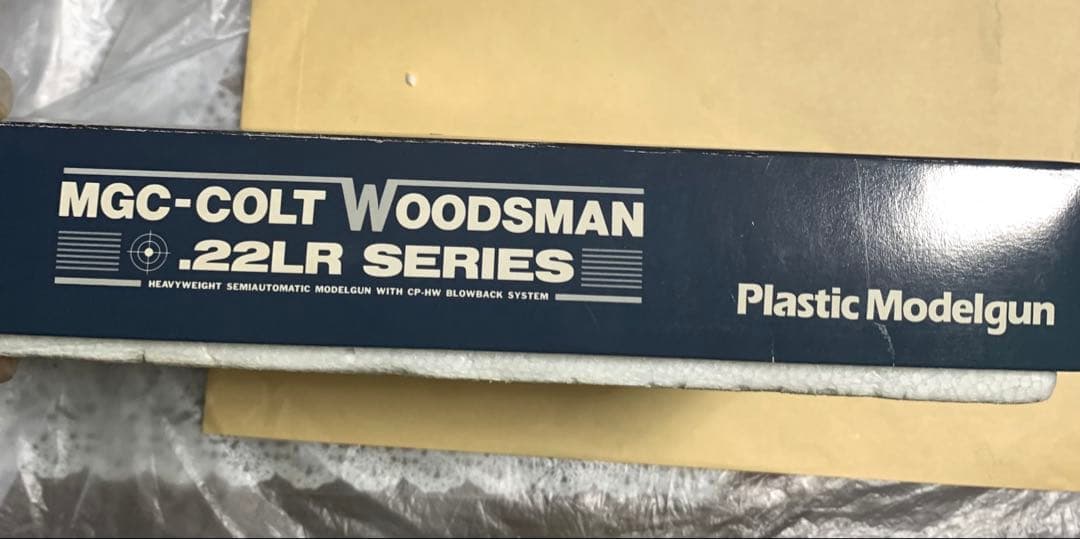 MGC-COLT WOODSMAN
.22LR SERIES
HEAVYWEIGHT SEMIAUTOMATIC MODELGUN WITH CP-HW BLOWBACK SYSTEM
Plastic Modelgun